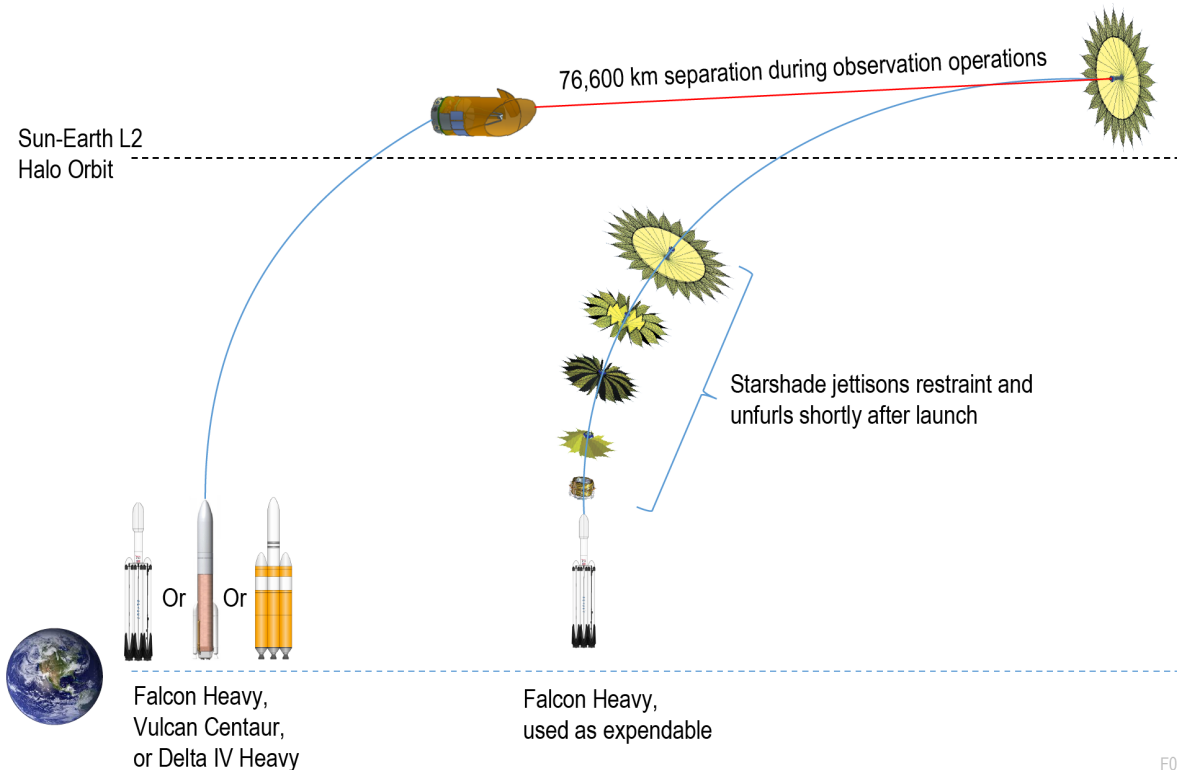 76,600 km separation during observation operations
Sun-Earth L2
Halo Orbit
Starshade jettisons restraint and
unfurls shortly after launch
Or
Or
Falcon Heavy,
Vulcan Centaur,
or Delta IV Heavy
Falcon Heavy,
used as expendable
F0